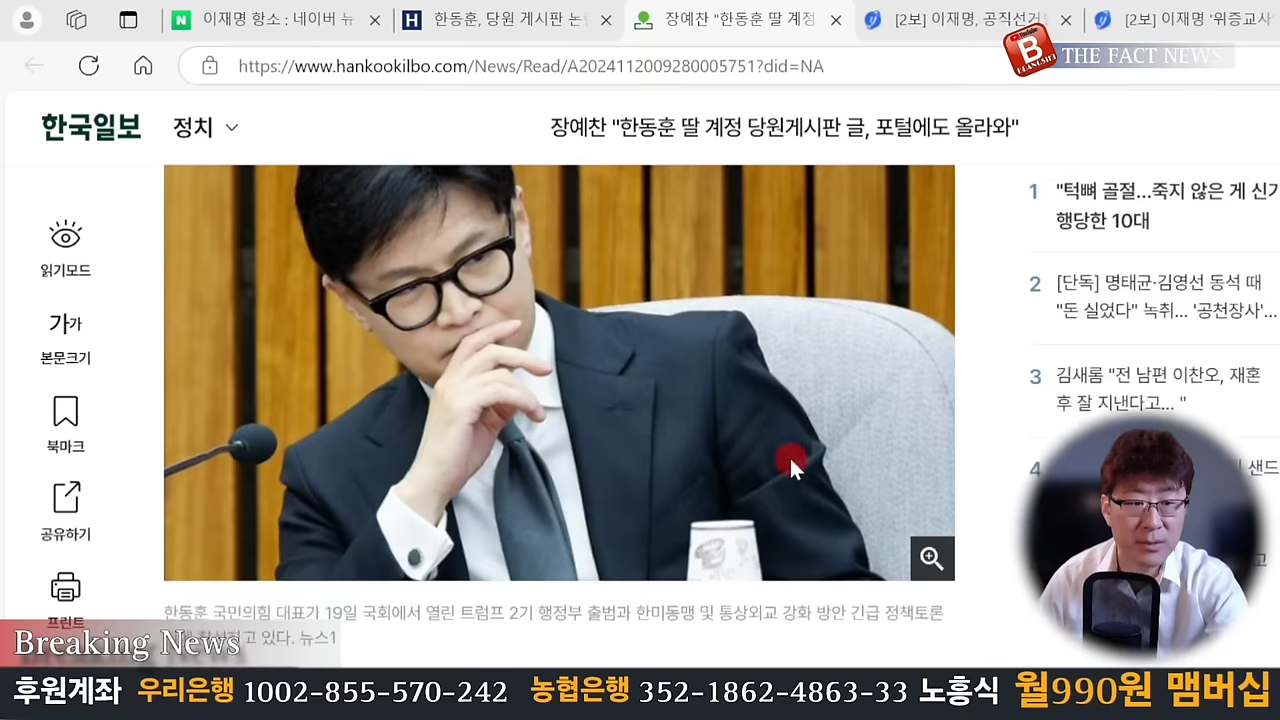 이재명 항소 : 네이버 뉴
한동훈, 당원 게시판 논
장예찬 "한동훈 딸 계정
[2보] 이재명, 공직선거
[2보] 이재명 '위증교사'
B
THE FACT NEWS
한국일보
정치
장예찬 "한동훈 딸 계정 당원게시판 글, 포털에도 올라와"
읽기모드
가가
본문크기
북마크
공유하기
프린트
1 "턱뼈 골절...죽지 않은 게 신기
행당한 10대
2 [단독] 명태균·김영선 동석 때
"돈 실었다" 녹취... '공천장사'...
3 김새롬 "전 남편 이찬오, 재혼
후 잘 지낸다고... "
4
샌드
고
한동훈 국민의힘 대표가 19일 국회에서 열린 트럼프 2기 행정부 출범과 한미동맹 및 통상외교 강화 방안 긴급 정책토론
있다. 뉴스1
Breaking News
후원계좌 우리은행 1002-855-570-242 농협은행 352-1862-4863-33 노흥식 월990원 맴버십